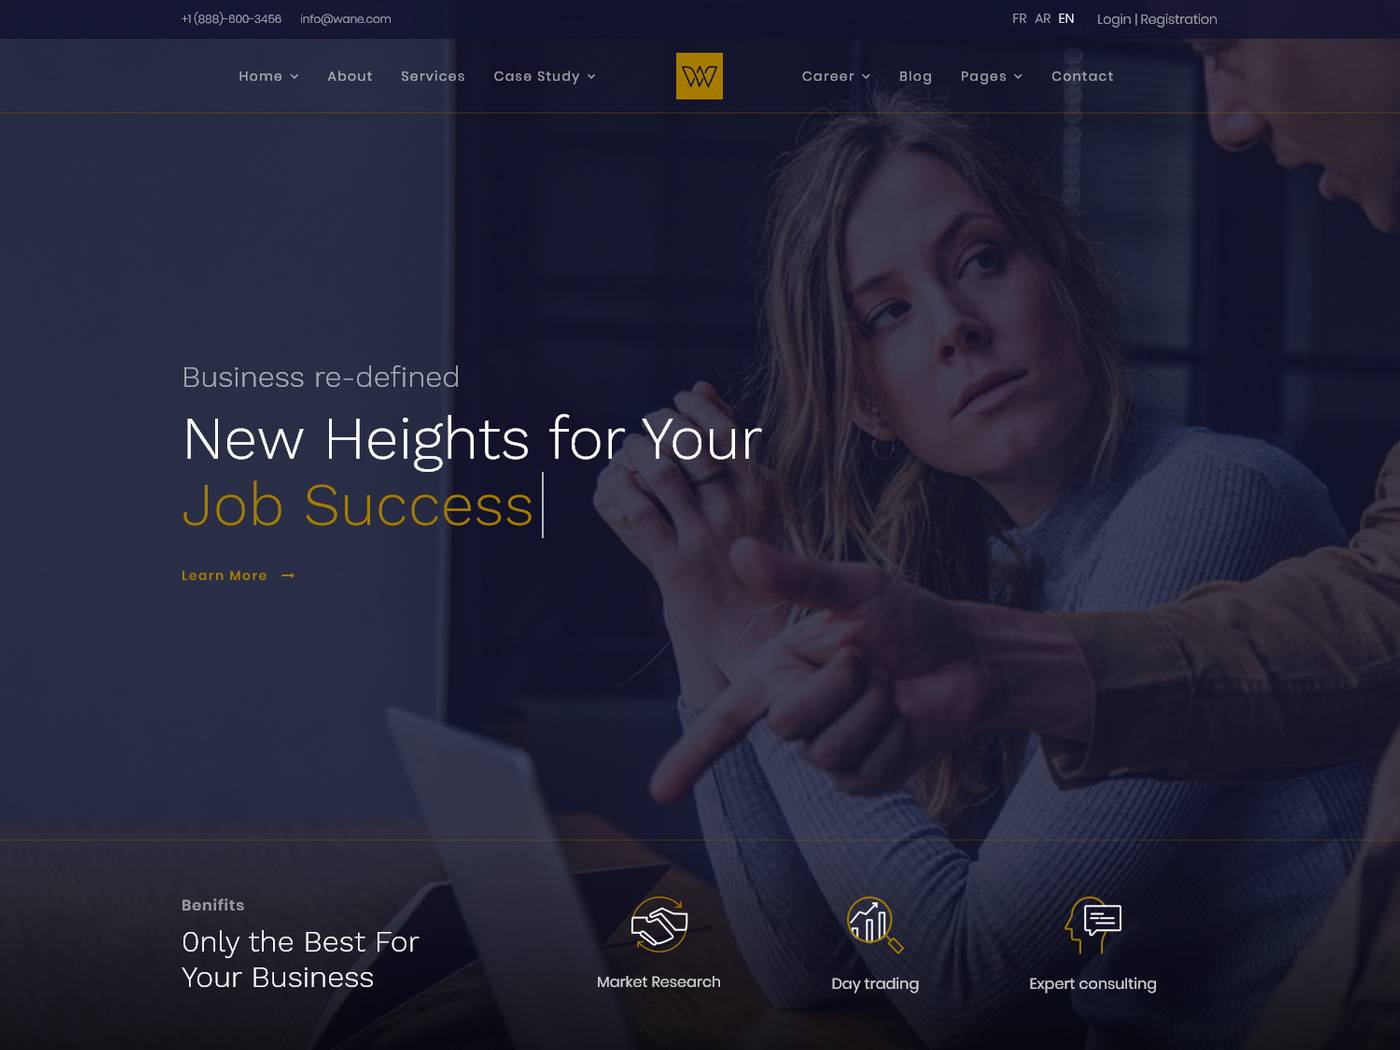 +1 (888)-600-3456 info@wane.com FR AR EN Login | Registration
Home About Services Case Study W Career Blog Pages Contact
Business re-defined
New Heights for Your
Job Success
Learn More
Benifits
Only the Best For
Your Business
Market Research
Day trading
Expert consulting